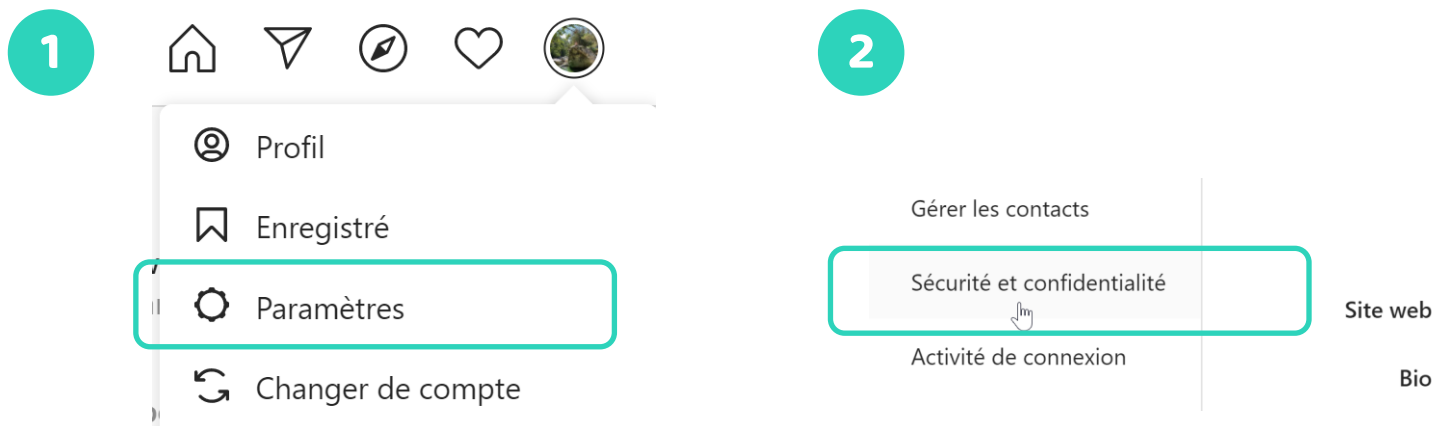 1
Profil
Enregistré
Paramètres
Changer de compte
2
Gérer les contacts
Sécurité et confidentialité
Activité de connexion
Site web
Bio